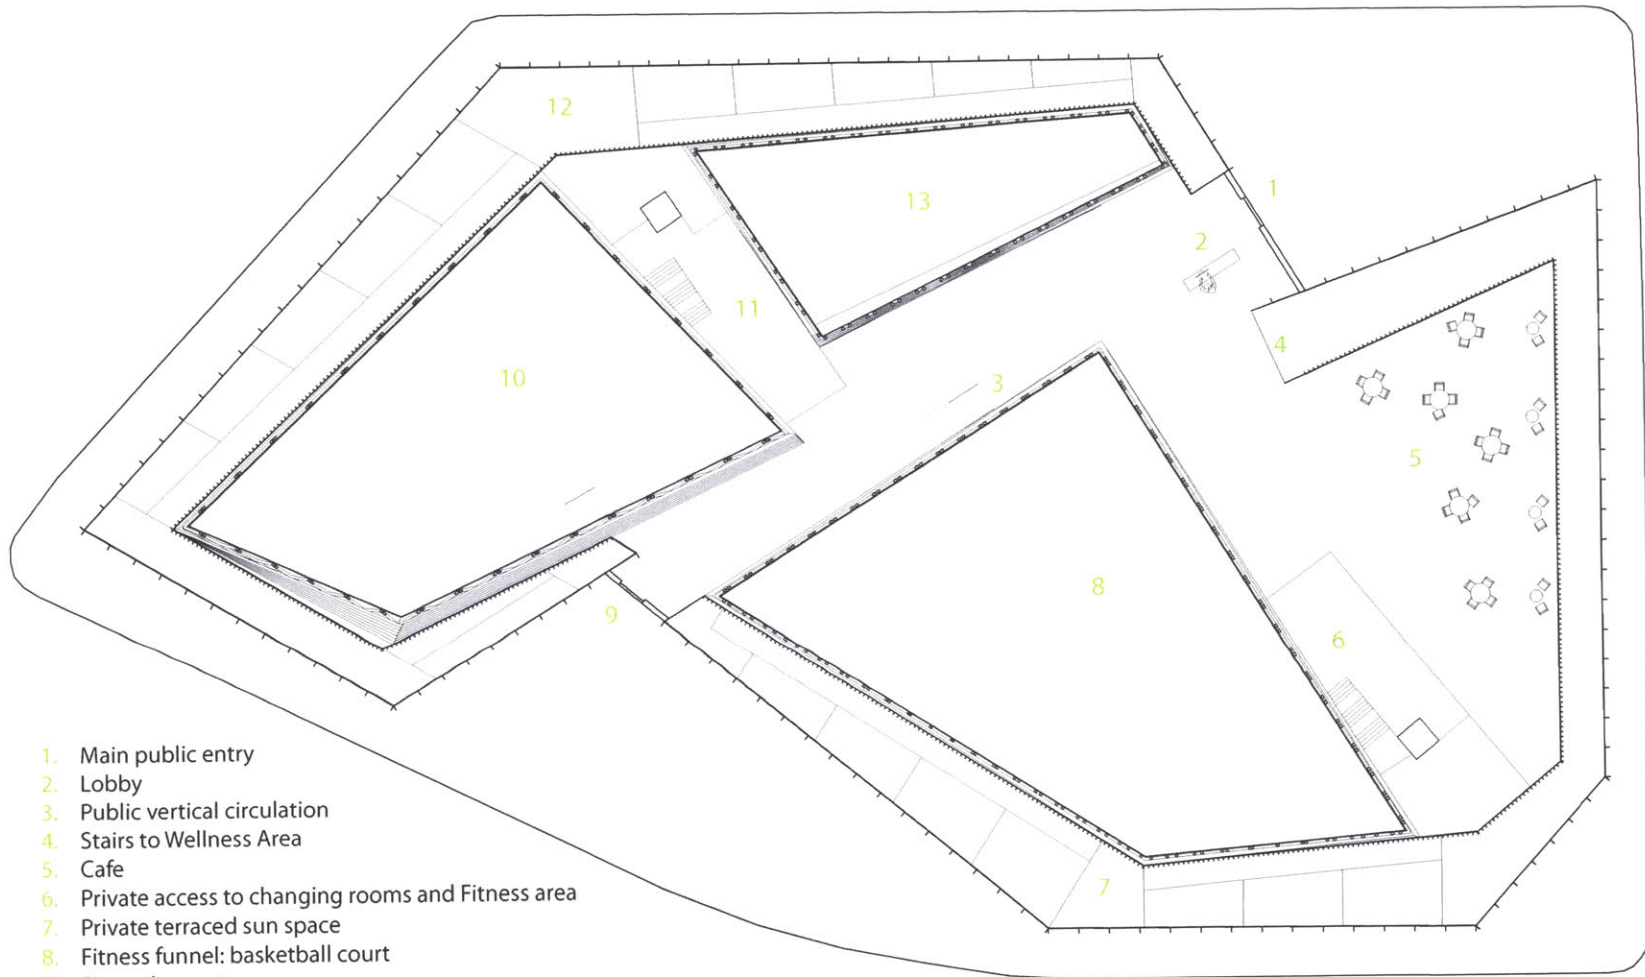 12
1
13
2
11
4
3
10
5
8
9
6
7
1. Main public entry
2. Lobby
3. Public vertical circulation
4. Stairs to Wellness Area
5. Cafe
6. Private access to changing rooms and Fitness area
7. Private terraced sun space
8. Fitness funnel: basketball court